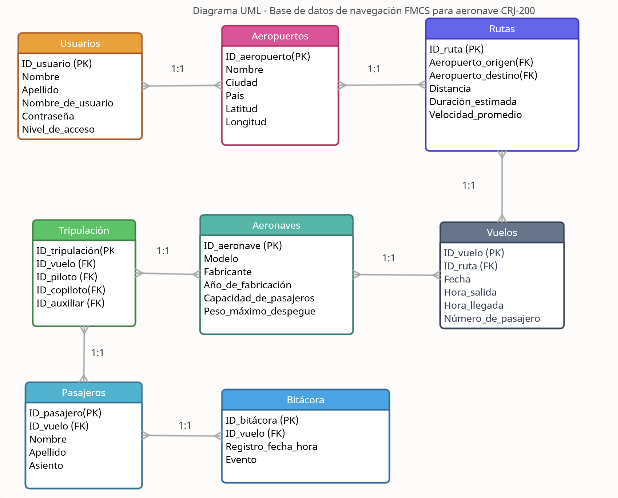 Diagrama UML - Base de datos de navegación FMCS para aeronave CRJ-200
Usuarios
ID_usuario (PK)
Nombre
Apellido
Nombre_de_usuario
Contraseña
Nivel_de_acceso
1:1
Aeropuertos
ID_aeropuerto(PK)
Nombre
Ciudad
País
Latitud
Longitud
1:1
Rutas
ID_ruta (PK)
Aeropuerto_origen(FK)
Aeropuerto_destino(FK)
Distancia
Duración_estimada
Velocidad_promedio
1:1
Tripulación
ID_tripulación(PK
ID_vuelo (FK)
ID_piloto (FK)
ID_copiloto(FK)
ID_auxiliar (FK)
1:1
Aeronaves
ID_aeronave (PK)
Modelo
Fabricante
Año_de_fabricación
Capacidad_de_pasajeros
Peso_máximo_despegue
1:1
Vuelos
ID_vuelo (PK)
ID_ruta (FK)
Fecha
Hora_salida
Hora_llegada
Número_de_pasajero
1:1
Pasajeros
ID_pasajero(PK)
ID_vuelo (FK)
Nombre
Apellido
Asiento
1:1
Bitácora
ID_bitácora (PK)
ID_vuelo (FK)
Registro_fecha_hora
Evento